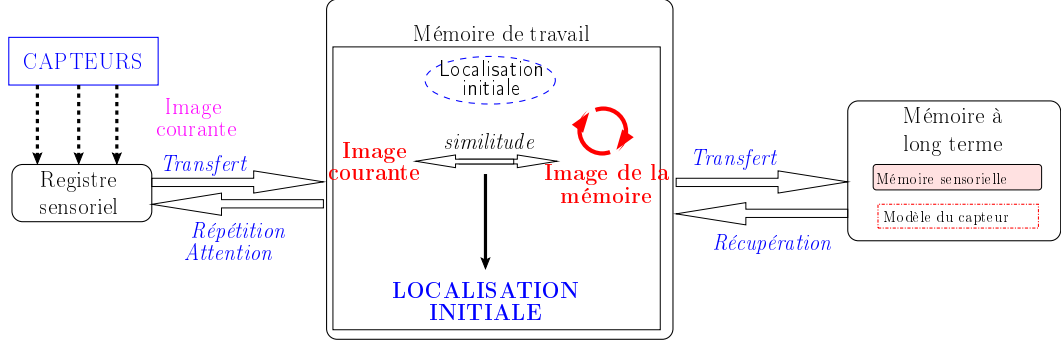 CAPTEURS
Image
courante
Transfert
Registre
sensoriel
Répétition
Attention
Mémoire de travail
Localisation
initiale
similitude
Image
courante
Image de la
mémoire
LOCALISATION
INITIALE
Transfert
Récupération
Mémoire à
long terme
Mémoire sensorielle
Modèle du capteur